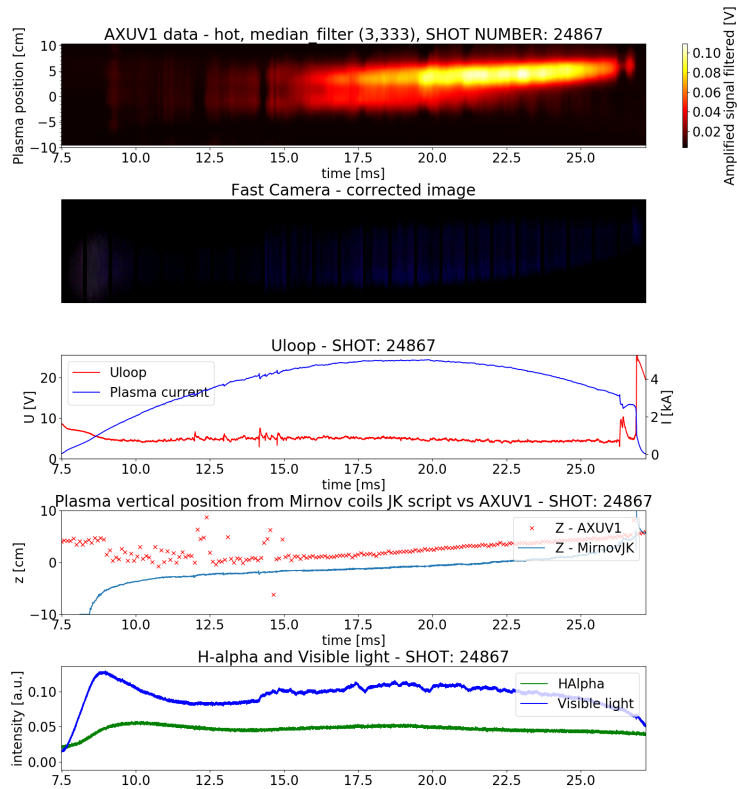 AXUV1 data - hot, median_filter (3,333), SHOT NUMBER: 24867
Plasma position [cm]
10
5
0
−5
−10
7.5 10.0 12.5 15.0 17.5 20.0 22.5 25.0
time [ms]
0.10
0.08
0.06
0.04
0.02
Amplified signal filtered [V]
Fast Camera - corrected image
Uloop - SHOT: 24867
U [V]
20
10
0
Uloop
Plasma current
4
2
0
I [kA]
7.5 10.0 12.5 15.0 17.5 20.0 22.5 25.0
time [ms]
Plasma vertical position from Mirnov coils JK script vs AXUV1 - SHOT: 24867
z [cm]
10
0
−10
Z - AXUV1
Z - MirnovJK
7.5 10.0 12.5 15.0 17.5 20.0 22.5 25.0
time [ms]
H-alpha and Visible light - SHOT: 24867
intensity [a.u.]
0.10
0.05
0.00
HAlpha
Visible light
7.5 10.0 12.5 15.0 17.5 20.0 22.5 25.0